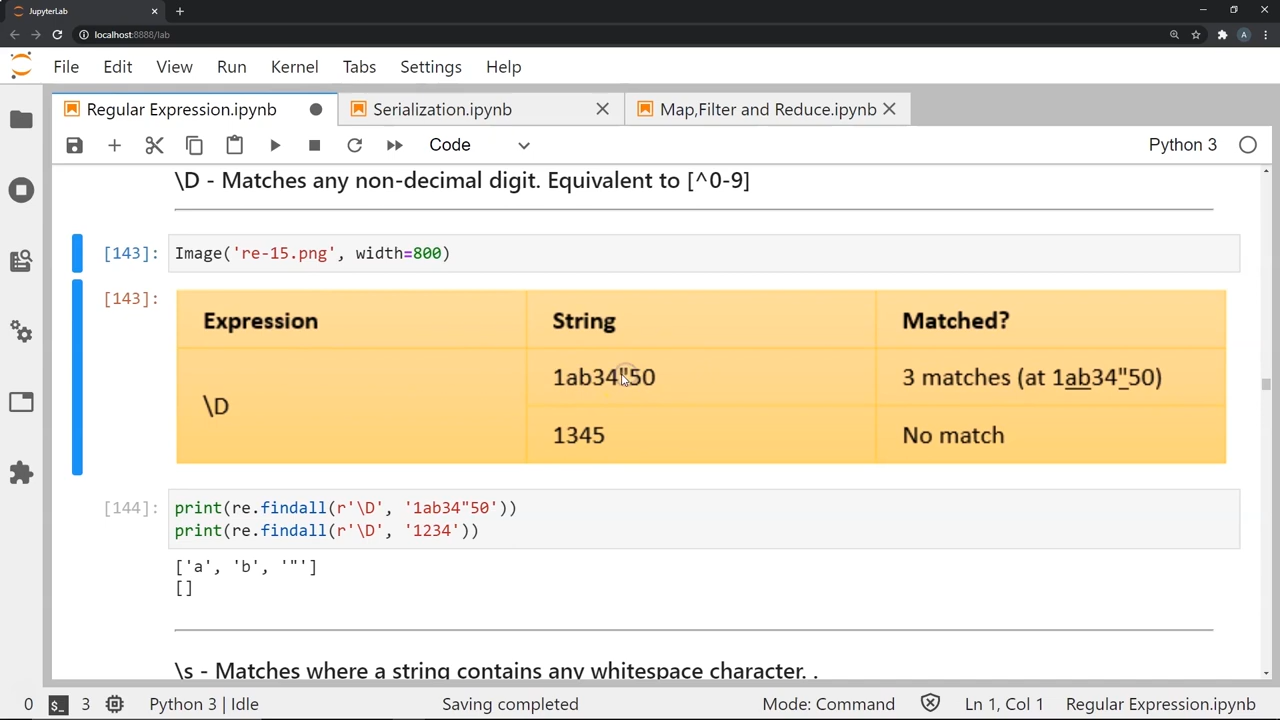 JupyterLab
localhost:8888/lab
A
File Edit View Run Kernel Tabs Settings Help
Regular Expression.ipynb Serialization.ipynb Map,Filter and Reduce.ipynb
Code Python 3
\D - Matches any non-decimal digit. Equivalent to [^0-9]
[143]: Image('re-15.png', width=800)
[143]:
Expression String Matched?
\D
1ab34"50 3 matches (at 1ab34"_50)
1345 No match
[144]: print(re.findall(r'\D', '1ab34"50'))
print(re.findall(r'\D', '1234'))
['a', 'b', '"']
[]
\s - Matches where a string contains any whitespace character. .
0 $_ 3 Python 3 | Idle Saving completed Mode: Command Ln 1, Col 1 Regular Expression.ipynb